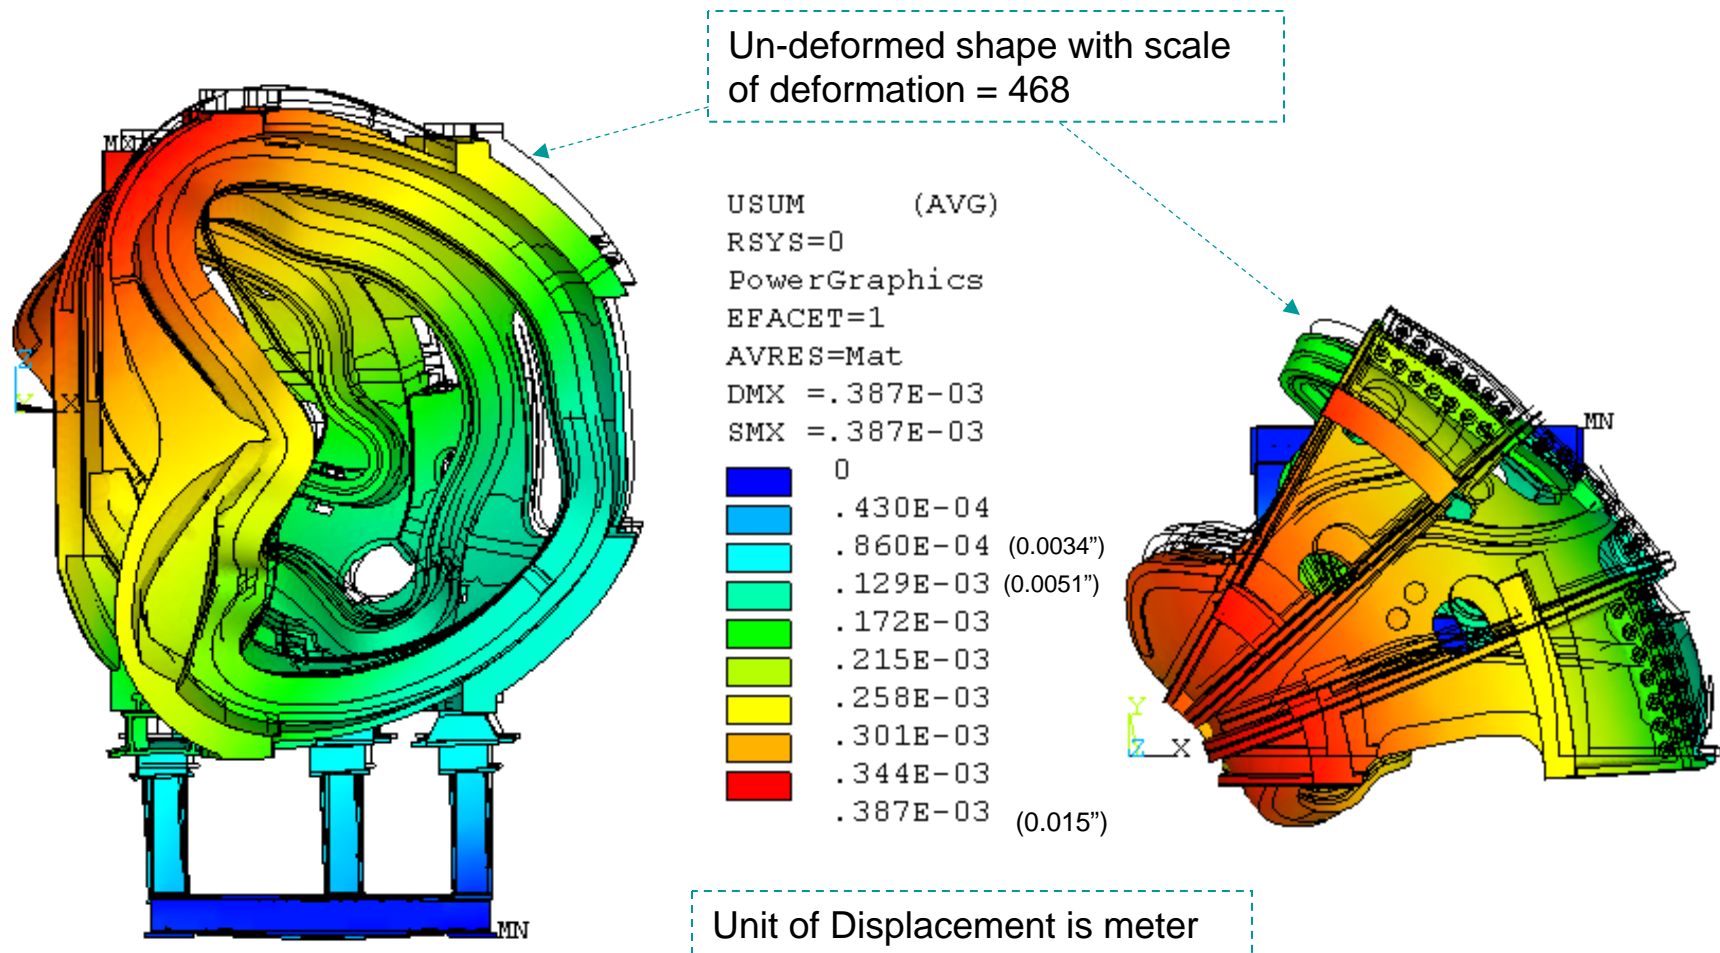 Un-deformed shape with scale
of deformation = 468
MX
USUM (AVG)
RSYS=0
PowerGraphics
EFACET=1
AVRES=Mat
DMX =.387E-03
SMX =.387E-03
0
.430E-04
.860E-04 (0.0034”)
.129E-03 (0.0051”)
.172E-03
.215E-03
.258E-03
.301E-03
.344E-03
.387E-03 (0.015”)
Z
Y X
MN
Y
Z X
MN
Unit of Displacement is meter